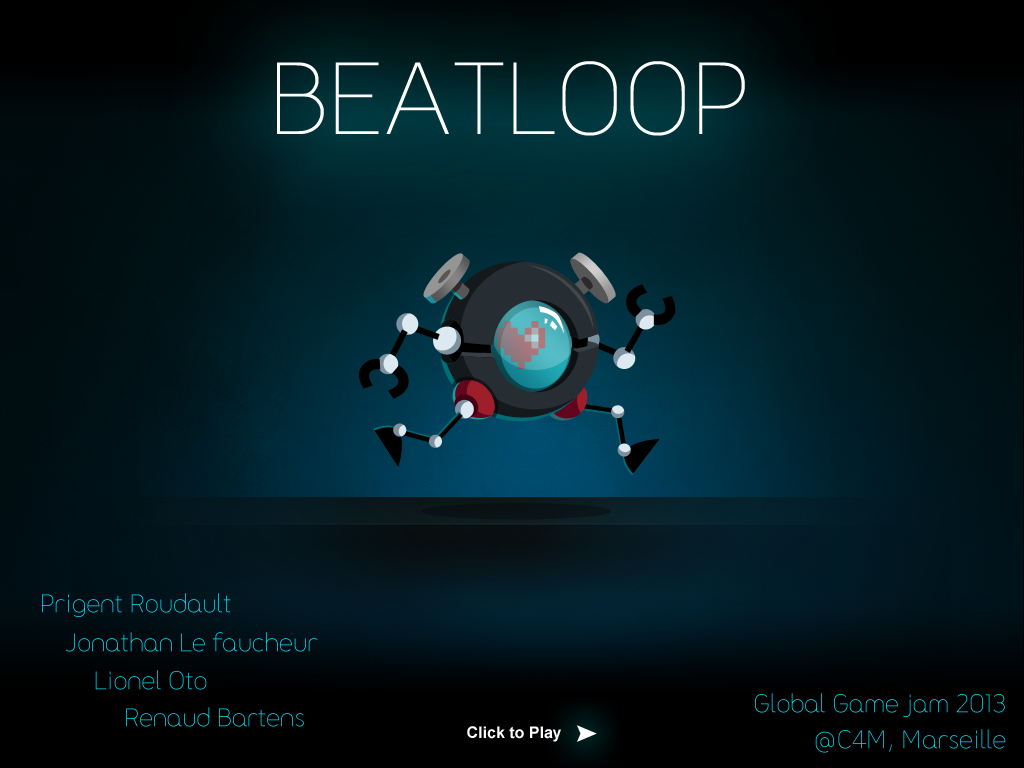 BEATLOOP
Prigent Roudault
Jonathan Le faucheur
Lionel Oto
Renaud Bartens
Click to Play
Global Game jam 2013
@C4M, Marseille